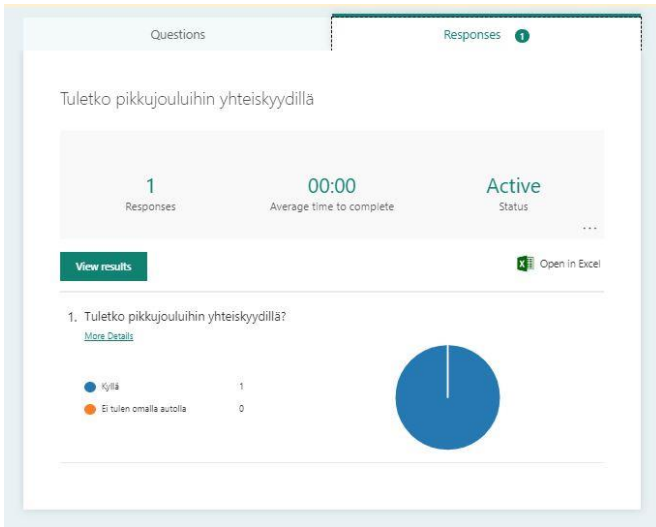 Questions
Responses 1
Tuletko pikkujouluihin yhteiskyydillä
1
Responses
00:00
Average time to complete
Active
Status
...
View results
Open in Excel
1. Tuletko pikkujouluihin yhteiskyydillä?
More Details
Kyllä 1
Ei tulen omalla autolla 0